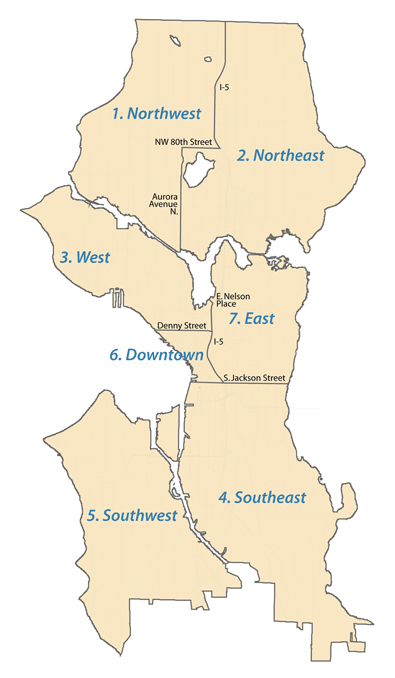 I-5
1. Northwest
NW 80th Street
2. Northeast
Aurora
Avenue
N.
3. West
E. Nelson
Place
7. East
Denny Street
I-5
6. Downtown
S. Jackson Street
4. Southeast
5. Southwest